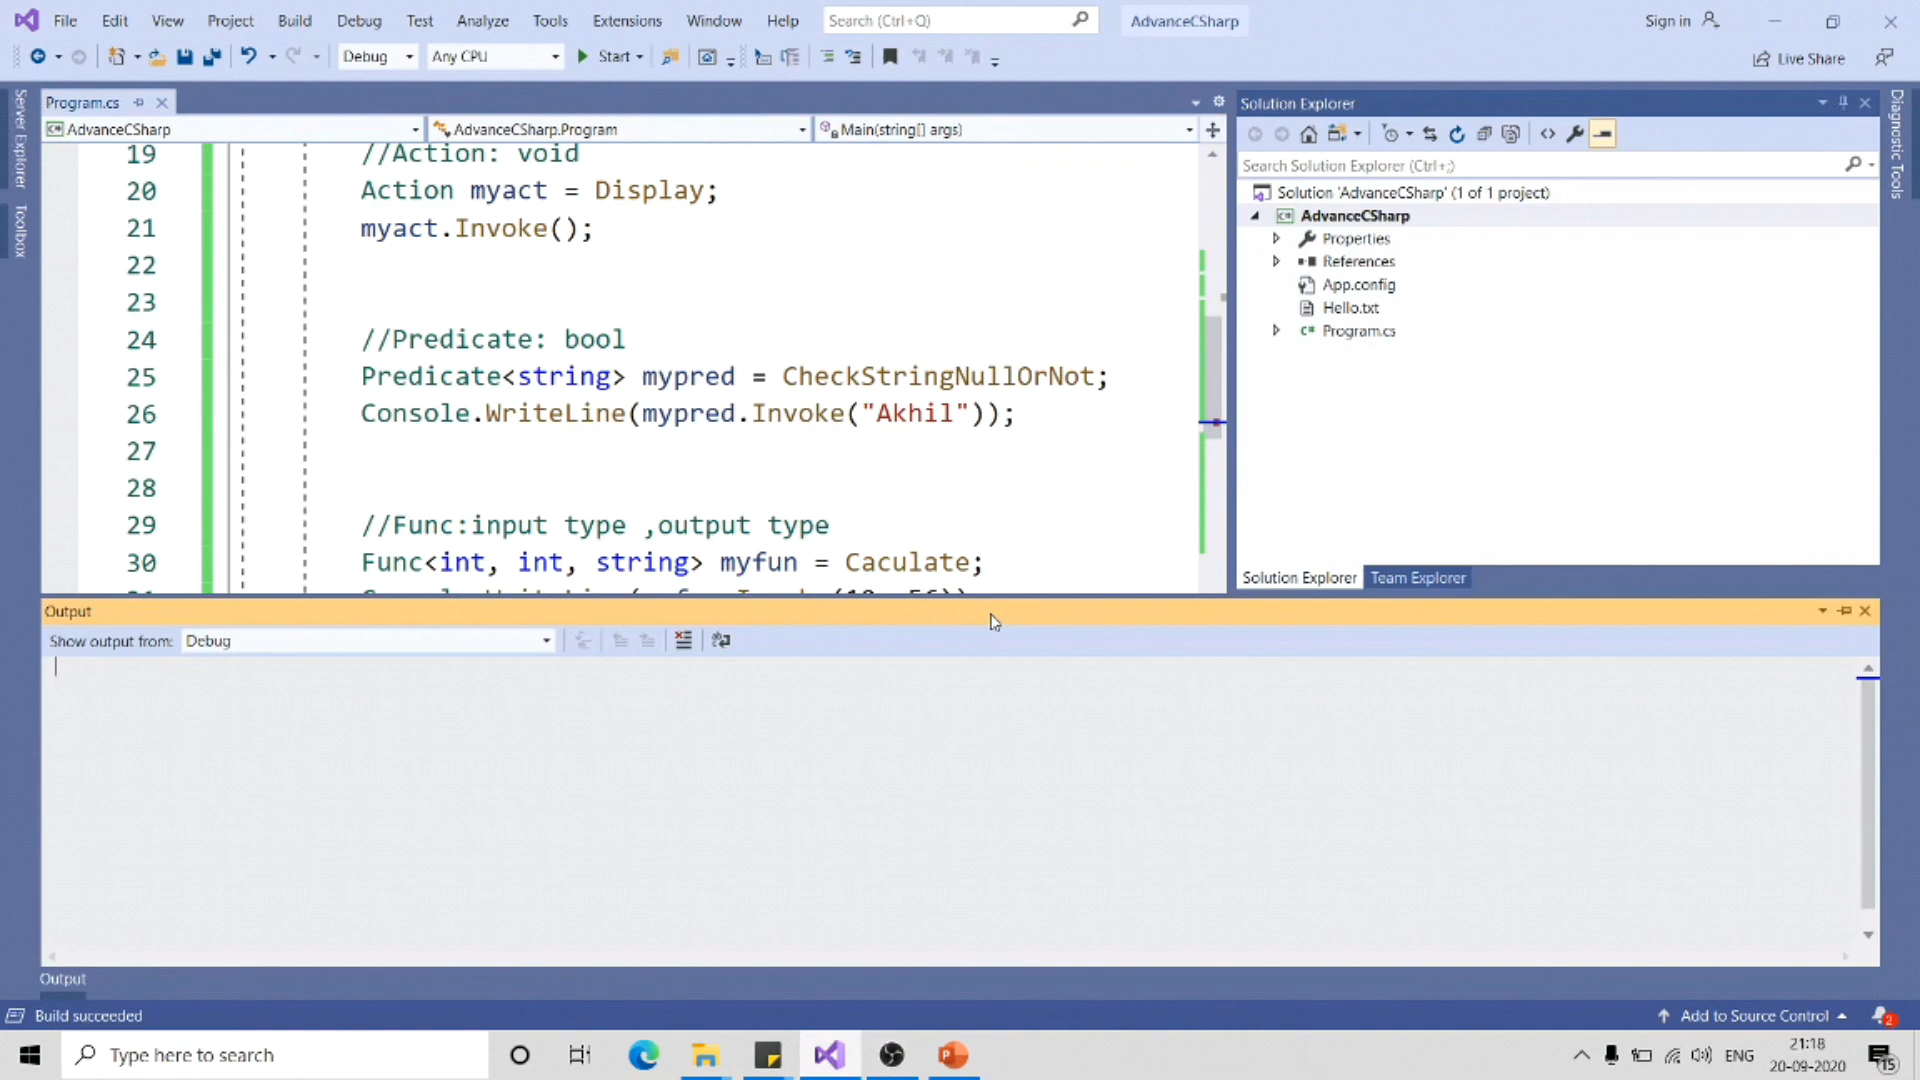 File Edit View Project Build Debug Test Analyze Tools Extensions Window Help Search (Ctrl+Q) AdvanceCSharp Sign in
Debug Any CPU Start Live Share
Server Explorer
Toolbox
Program.cs
AdvanceCSharp AdvanceCSharp.Program Main(string[] args)
19 //Action: void
20 Action myact = Display;
21 myact.Invoke();
22
23
24 //Predicate: bool
25 Predicate<string> mypred = CheckStringNullOrNot;
26 Console.WriteLine(mypred.Invoke("Akhil"));
27
28
29 //Func:input type ,output type
30 Func<int, int, string> myfun = Caculate;
Solution Explorer
Search Solution Explorer (Ctrl+;)
Solution 'AdvanceCSharp' (1 of 1 project)
AdvanceCSharp
Properties
References
App.config
Hello.txt
Program.cs
Solution Explorer Team Explorer
Diagnostic Tools
Output
Show output from: Debug
Output
Build succeeded Add to Source Control 2
Type here to search ENG 21:18
20-09-2020 15